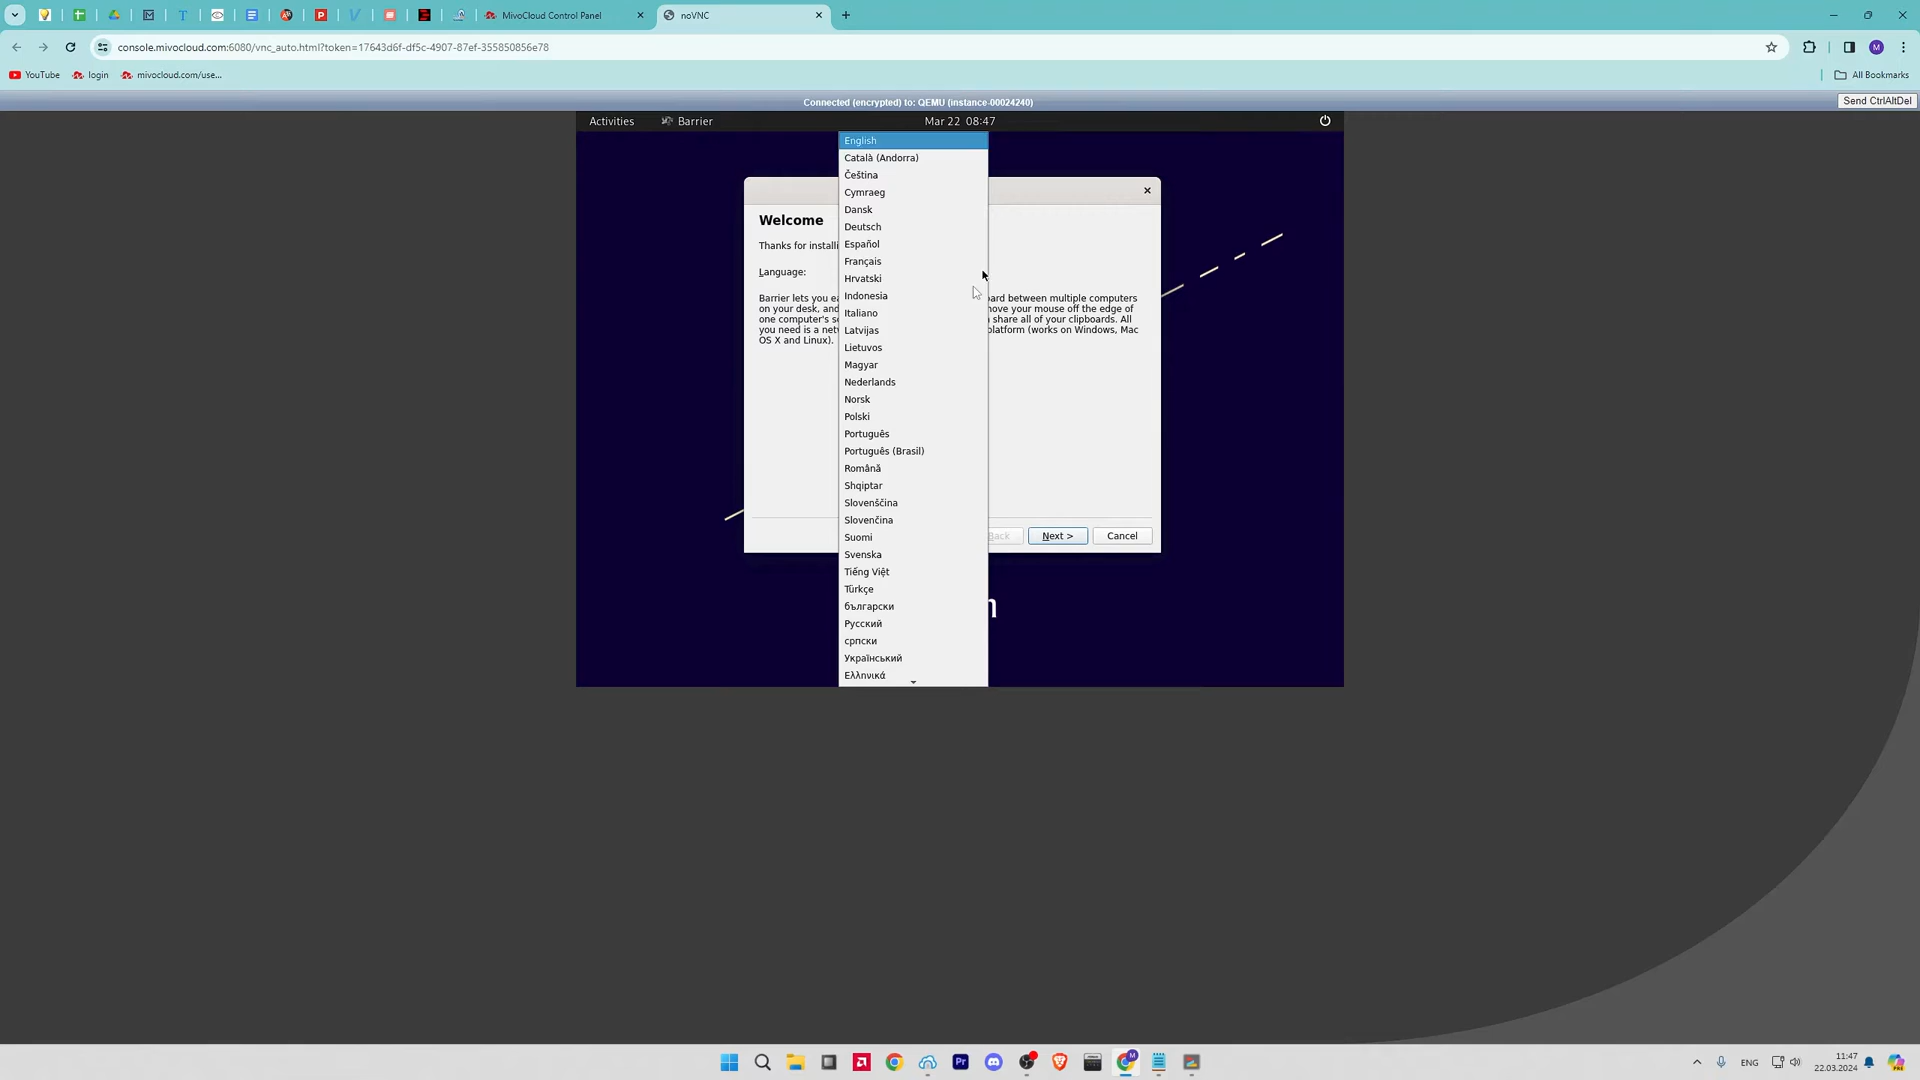 MivoCloud Control Panel
noVNC
console.mivocloud.com:6080/vnc_auto.html?token=17643d6f-df5c-4907-87ef-355850856e78
YouTube
login
mivocloud.com/use...
All Bookmarks
Connected (encrypted) to: QEMU (instance-00024240)
Send CtrlAltDel
Activities
Barrier
Mar 22 08:47
English
Català (Andorra)
Čeština
Cymraeg
Dansk
Deutsch
Español
Français
Hrvatski
Indonesia
Italiano
Latvijas
Lietuvos
Magyar
Nederlands
Norsk
Polski
Português
Português (Brasil)
Română
Shqiptar
Slovenščina
Slovenčina
Suomi
Svenska
Tiếng Việt
Türkçe
български
Русский
српски
Український
Ελληνικά
Welcome
Thanks for installi
Language:
Barrier lets you ea ard between multiple computers
on your desk, and ove your mouse off the edge of
one computer's s share all of your clipboards. All
you need is a netw platform (works on Windows, Mac
OS X and Linux).
Back
Next >
Cancel
ENG
11:47
22.03.2024